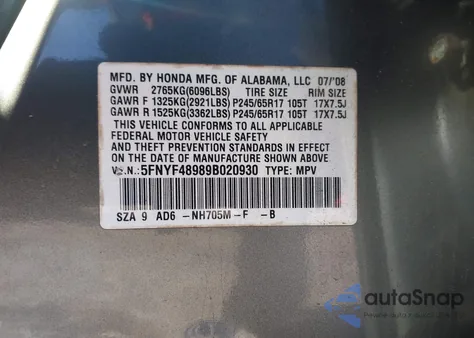 MFD. BY HONDA MFG. OF ALABAMA, LLC 07/'08
GVWR 2765KG(6096LBS) TIRE SIZE RIM SIZE
GAWR F 1325KG(2921LBS) P245/65R17 105T 17X7.5J
GAWR R 1525KG(3362LBS) P245/65R17 105T 17X7.5J
THIS VEHICLE CONFORMS TO ALL APPLICABLE
FEDERAL MOTOR VEHICLE SAFETY
AND THEFT PREVENTION STANDARDS IN EFFECT
ON THE DATE OF MANUFACTURE SHOWN ABOVE
V.I.N.:5FNYF48989B020930 TYPE: MPV
SZA 9 AD6 -NH705M-F -B
autoSnap